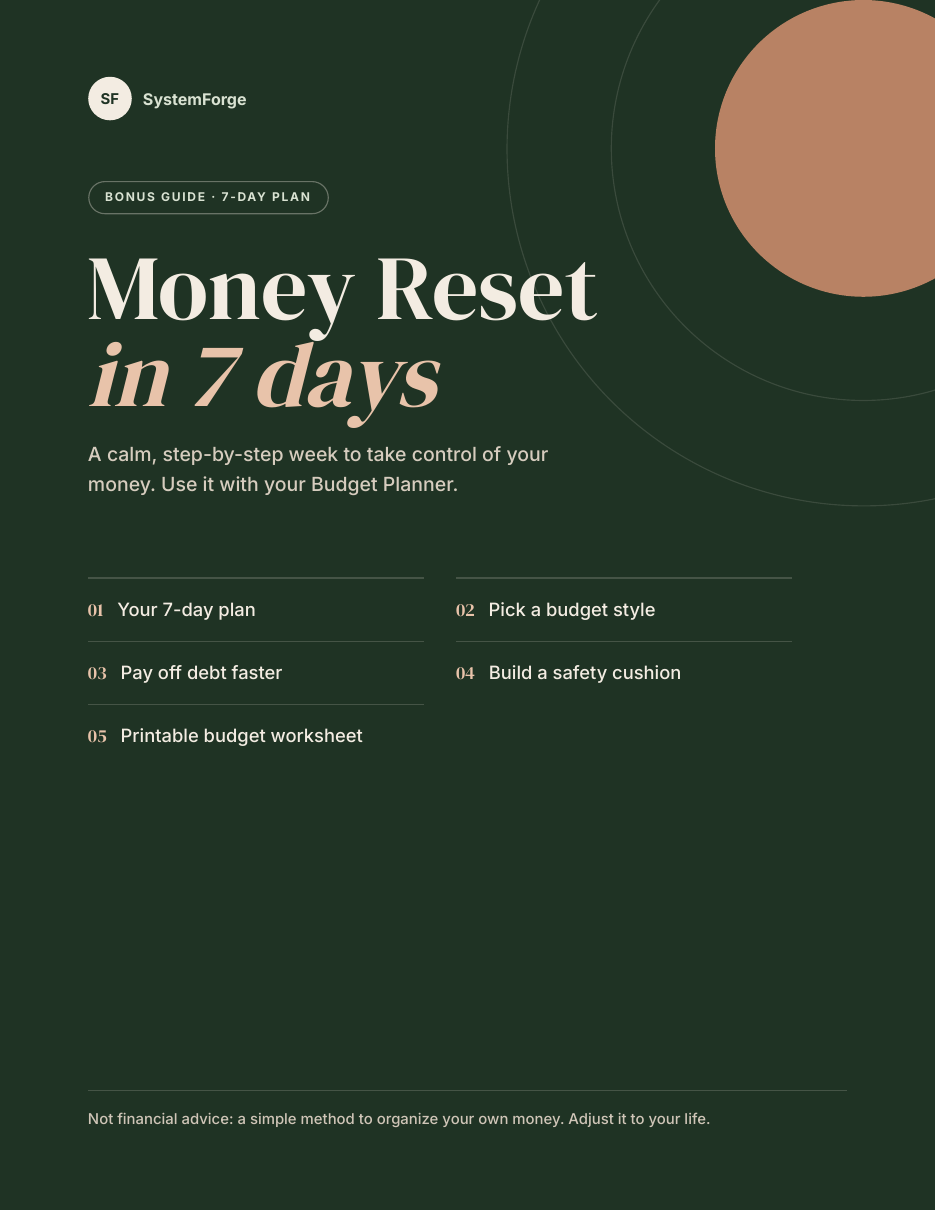 SF SystemForge
BONUS GUIDE · 7-DAY PLAN
Money Reset
in 7 days
A calm, step-by-step week to take control of your
money. Use it with your Budget Planner.
01 Your 7-day plan
02 Pick a budget style
03 Pay off debt faster
04 Build a safety cushion
05 Printable budget worksheet
Not financial advice: a simple method to organize your own money. Adjust it to your life.